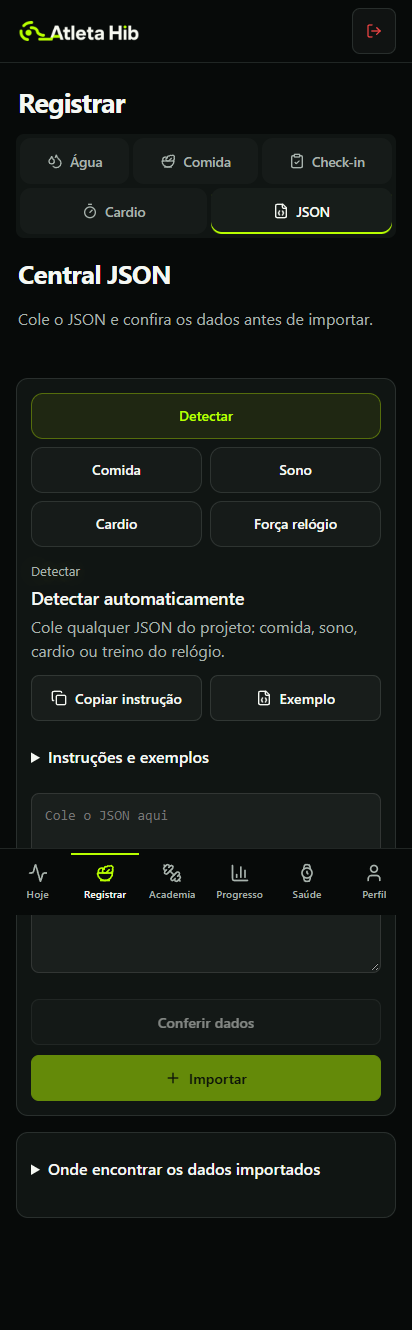 Atleta Hib
Registrar
Água
Comida
Check-in
Cardio
JSON
Central JSON
Cole o JSON e confira os dados antes de importar.
Detectar
Comida
Sono
Cardio
Força relógio
Detectar
Detectar automaticamente
Cole qualquer JSON do projeto: comida, sono,
cardio ou treino do relógio.
Copiar instrução
Exemplo
Instruções e exemplos
Cole o JSON aqui
Hoje
Registrar
Academia
Progresso
Saúde
Perfil
Conferir dados
Importar
Onde encontrar os dados importados